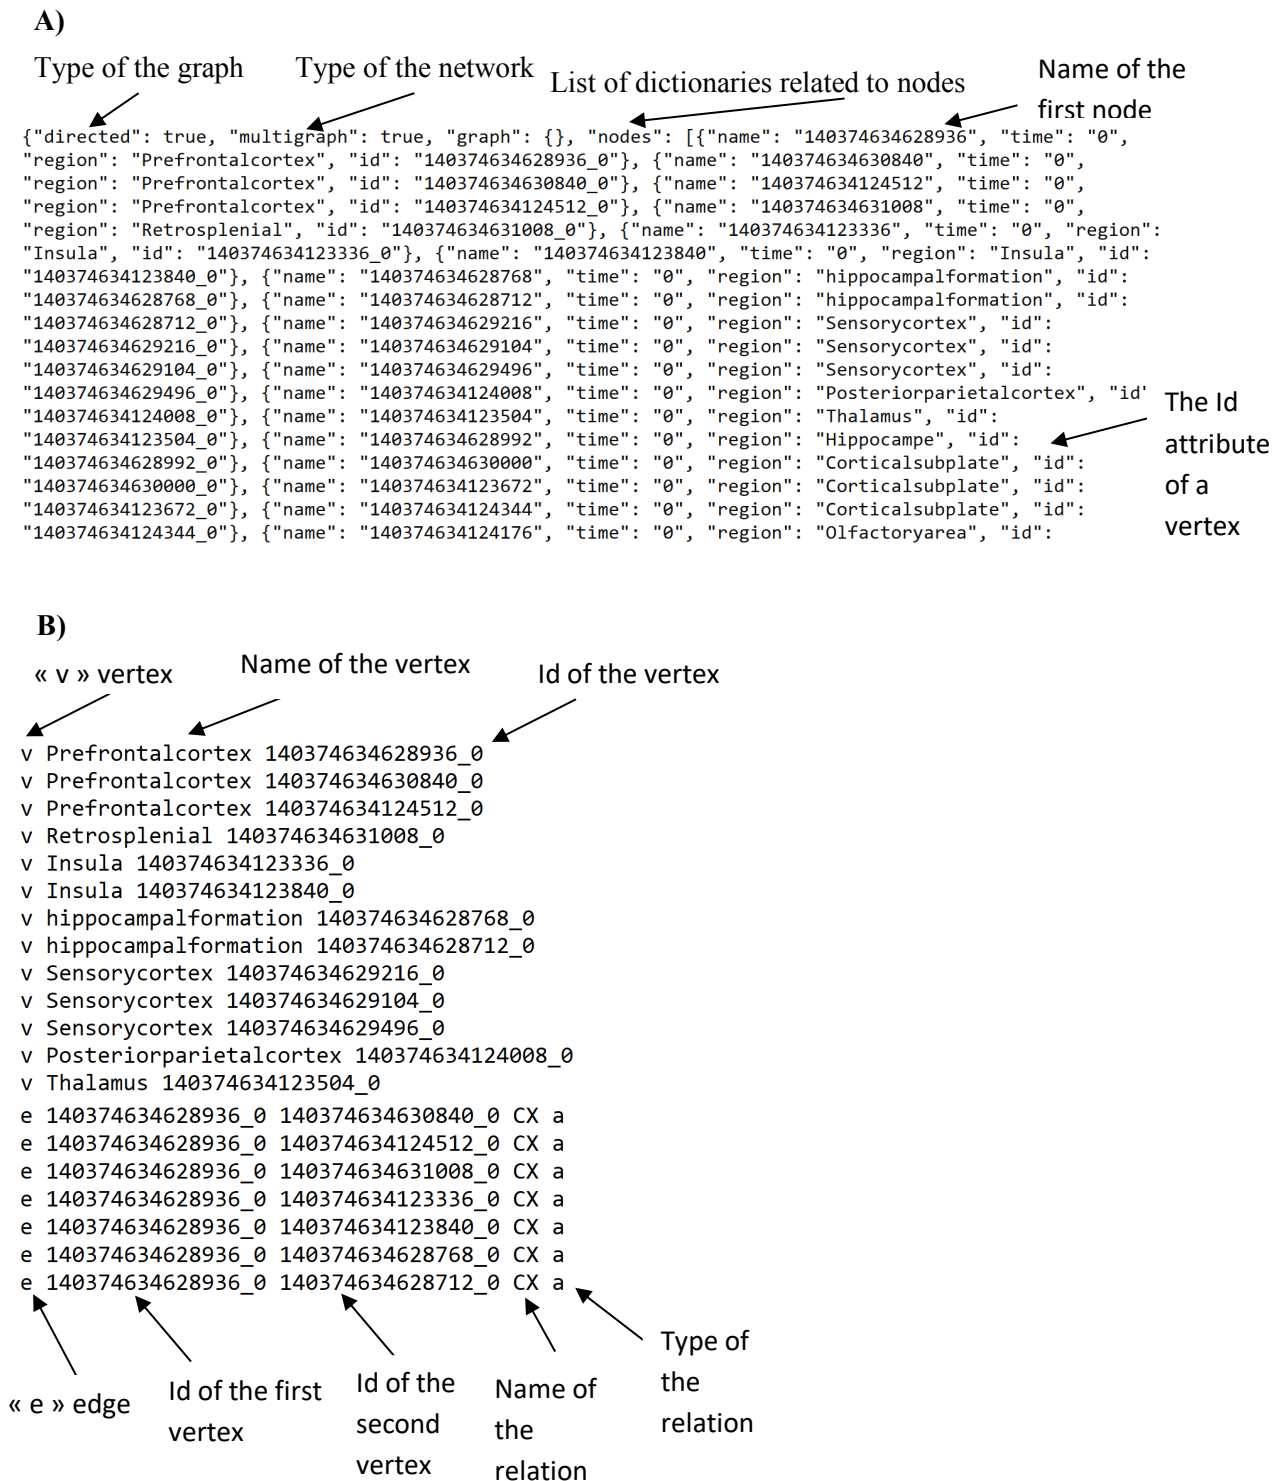 A)
Type of the graph
Type of the network
List of dictionaries related to nodes
Name of the
first node
{"directed": true, "multigraph": true, "graph": {}, "nodes": [{"name": "140374634628936", "time": "0",
"region": "Prefrontalcortex", "id": "140374634628936_0"}, {"name": "140374634630840", "time": "0",
"region": "Prefrontalcortex", "id": "140374634630840_0"}, {"name": "140374634124512", "time": "0",
"region": "Prefrontalcortex", "id": "140374634124512_0"}, {"name": "140374634631008", "time": "0",
"region": "Retrosplenial", "id": "140374634631008_0"}, {"name": "140374634123336", "time": "0", "region":
"Insula", "id": "140374634123336_0"}, {"name": "140374634123840", "time": "0", "region": "Insula", "id":
"140374634123840_0"}, {"name": "140374634628768", "time": "0", "region": "hippocampalformation", "id":
"140374634628768_0"}, {"name": "140374634628712", "time": "0", "region": "hippocampalformation", "id":
"140374634628712_0"}, {"name": "140374634629216", "time": "0", "region": "Sensorycortex", "id":
"140374634629216_0"}, {"name": "140374634629104", "time": "0", "region": "Sensorycortex", "id":
"140374634629104_0"}, {"name": "140374634629496", "time": "0", "region": "Sensorycortex", "id":
"140374634629496_0"}, {"name": "140374634124008", "time": "0", "region": "Posteriorparietalcortex", "id'
"140374634124008_0"}, {"name": "140374634123504", "time": "0", "region": "Thalamus", "id":
"140374634123504_0"}, {"name": "140374634628992", "time": "0", "region": "Hippocampe", "id":
"140374634628992_0"}, {"name": "140374634630000", "time": "0", "region": "Corticalsubplate", "id":
"140374634630000_0"}, {"name": "140374634123672", "time": "0", "region": "Corticalsubplate", "id":
"140374634123672_0"}, {"name": "140374634124344", "time": "0", "region": "Corticalsubplate", "id":
"140374634124344_0"}, {"name": "140374634124176", "time": "0", "region": "Olfactoryarea", "id":
The Id
attribute
of a
vertex
B)
« v » vertex
Name of the vertex
Id of the vertex
v Prefrontalcortex 140374634628936_0
v Prefrontalcortex 140374634630840_0
v Prefrontalcortex 140374634124512_0
v Retrosplenial 140374634631008_0
v Insula 140374634123336_0
v Insula 140374634123840_0
v hippocampalformation 140374634628768_0
v hippocampalformation 140374634628712_0
v Sensorycortex 140374634629216_0
v Sensorycortex 140374634629104_0
v Sensorycortex 140374634629496_0
v Posteriorparietalcortex 140374634124008_0
v Thalamus 140374634123504_0
e 140374634628936_0 140374634630840_0 CX a
e 140374634628936_0 140374634124512_0 CX a
e 140374634628936_0 140374634631008_0 CX a
e 140374634628936_0 140374634123336_0 CX a
e 140374634628936_0 140374634123840_0 CX a
e 140374634628936_0 140374634628768_0 CX a
e 140374634628936_0 140374634628712_0 CX a
« e » edge
Id of the first
vertex
Id of the
second
vertex
Name of
the
relation
Type of
the
relation